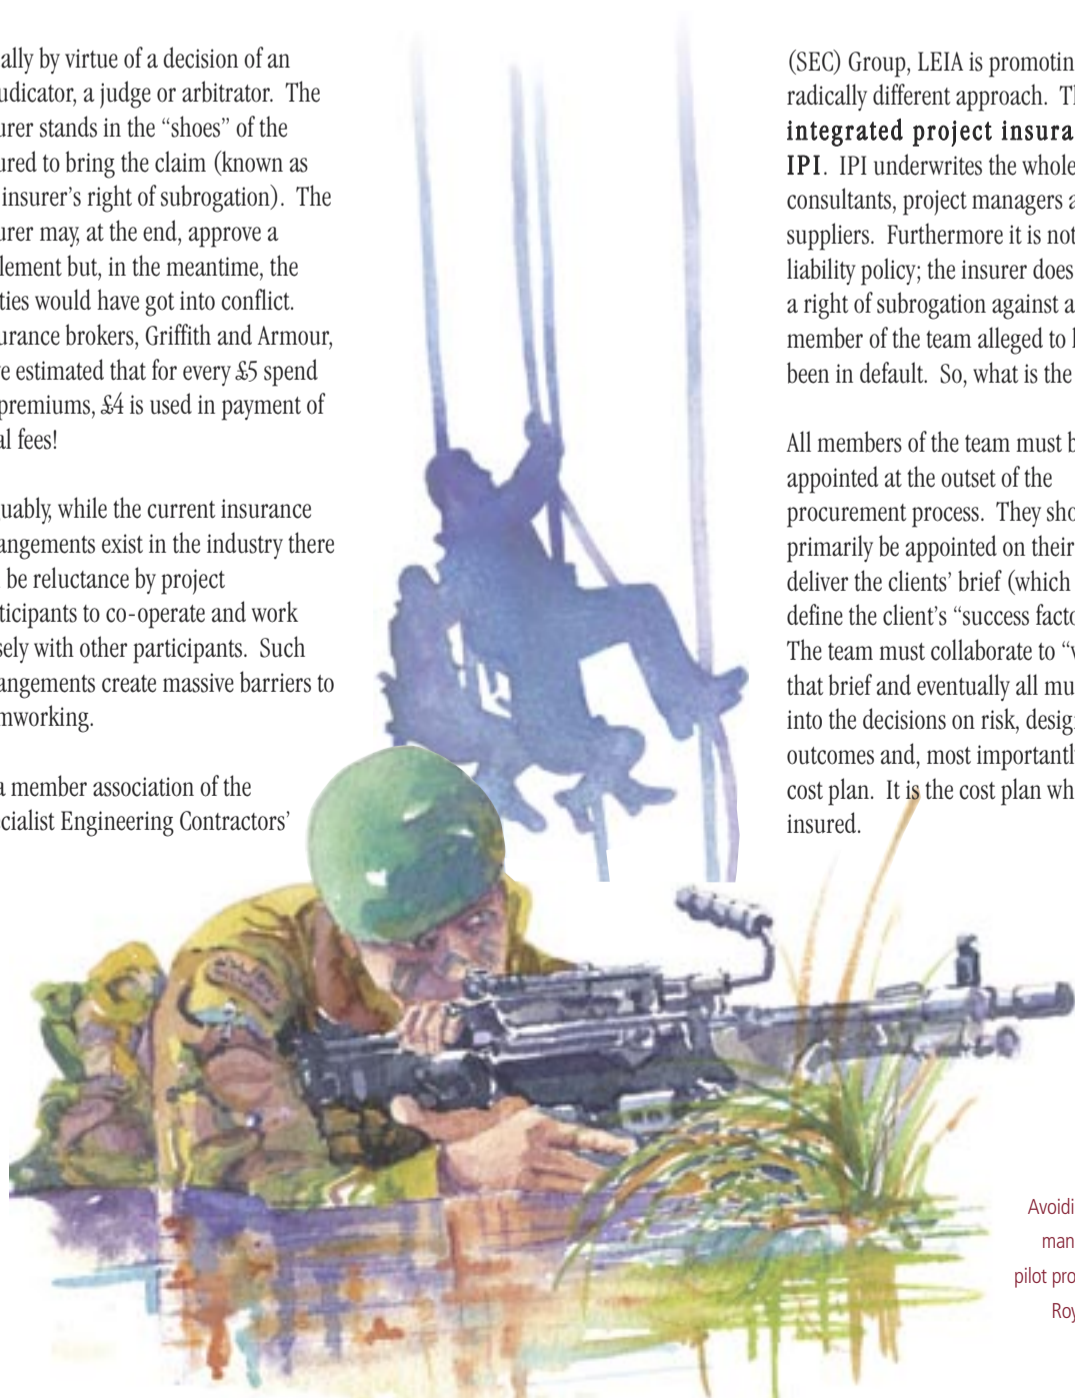 ally by virtue of a decision of an
udicator, a judge or arbitrator. The
urer stands in the “shoes” of the
ured to bring the claim (known as
insurer’s right of subrogation). The
urer may, at the end, approve a
lement but, in the meantime, the
ties would have got into conflict.
urance brokers, Griffith and Armour,
e estimated that for every £5 spend
premiums, £4 is used in payment of
al fees!
uably, while the current insurance
angements exist in the industry there
be reluctance by project
ticipants to co-operate and work
sely with other participants. Such
angements create massive barriers to
mworking.
a member association of the
cialist Engineering Contractors’
(SEC) Group, LEIA is promotin
radically different approach. Th
integrated project insura
IPI. IPI underwrites the whole
consultants, project managers a
suppliers. Furthermore it is not
liability policy; the insurer does
a right of subrogation against a
member of the team alleged to h
been in default. So, what is the
All members of the team must b
appointed at the outset of the
procurement process. They sho
primarily be appointed on their
deliver the clients’ brief (which
define the client’s “success facto
The team must collaborate to “v
that brief and eventually all mu
into the decisions on risk, desig
outcomes and, most importantl
cost plan. It is the cost plan wh
insured.
Avoidi
man
pilot pro
Roy